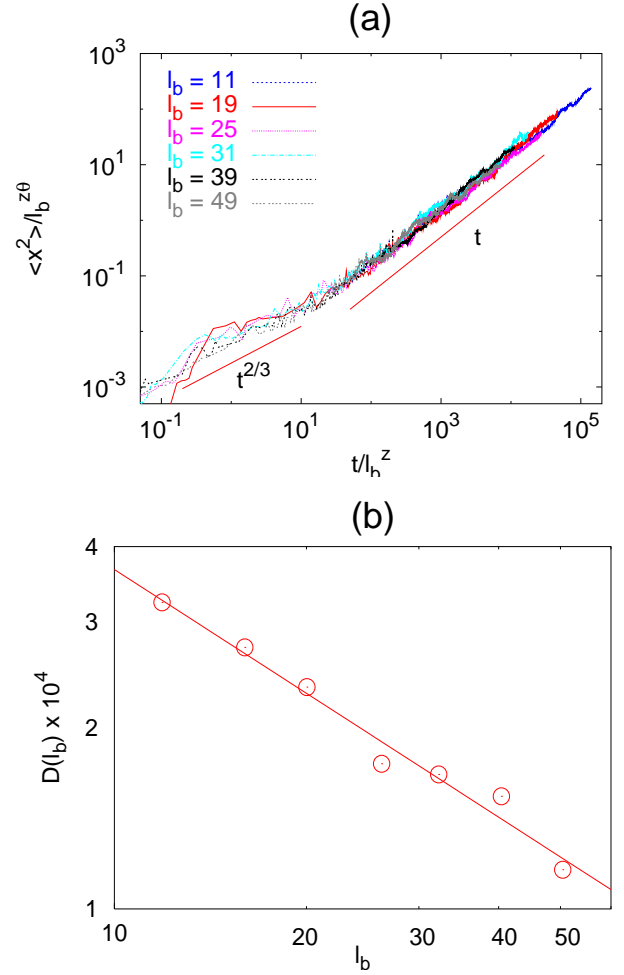 (a)
<x²>/l_b^{zθ}
10³
10¹
10⁻¹
10⁻³
l_b = 11
l_b = 19
l_b = 25
l_b = 31
l_b = 39
l_b = 49
t
t^{2/3}
10⁻¹ 10¹ 10³ 10⁵
t/l_b^z
(b)
D(l_b) x 10⁴
4
3
2
1
10 20 30 40 50
l_b